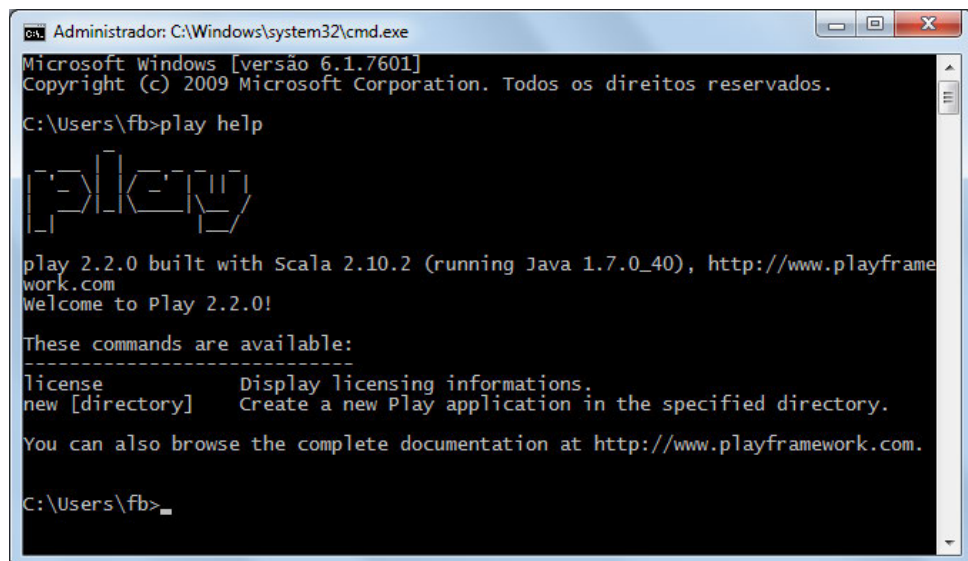 Administrador: C:\Windows\system32\cmd.exe
Microsoft Windows [versão 6.1.7601]
Copyright (c) 2009 Microsoft Corporation. Todos os direitos reservados.
C:\Users\fb>play help
play
play 2.2.0 built with Scala 2.10.2 (running Java 1.7.0_40), http://www.playframe
work.com
Welcome to Play 2.2.0!
These commands are available:
-----------------------------
license Display licensing informations.
new [directory] Create a new Play application in the specified directory.
You can also browse the complete documentation at http://www.playframework.com.
C:\Users\fb>_